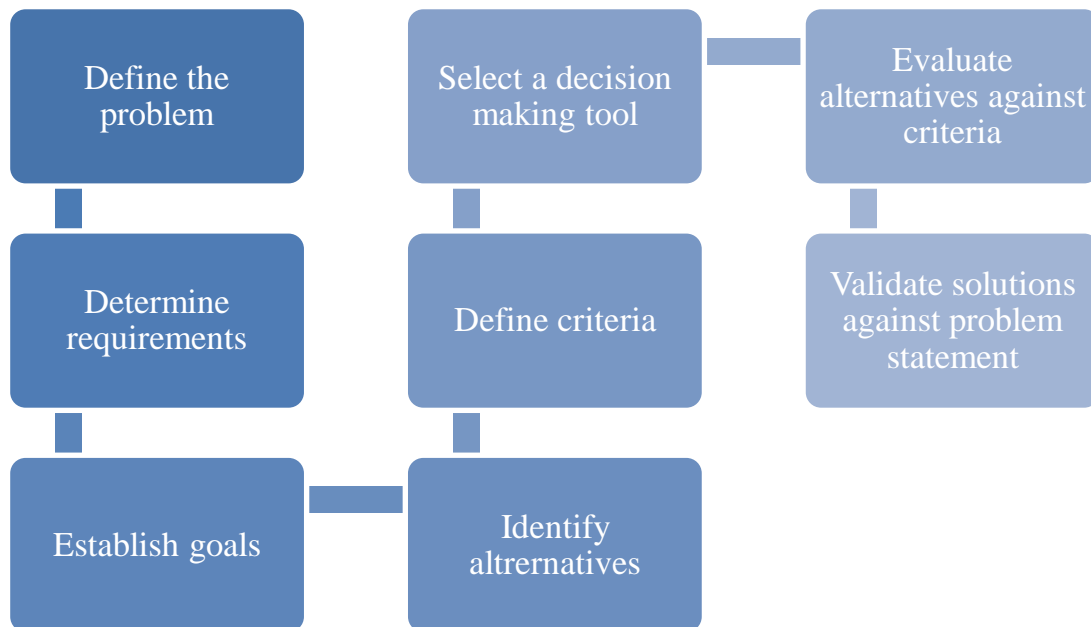 Define the
problem
Determine
requirements
Establish goals
Identify
altrernatives
Define criteria
Select a decision
making tool
Evaluate
alternatives against
criteria
Validate solutions
against problem
statement